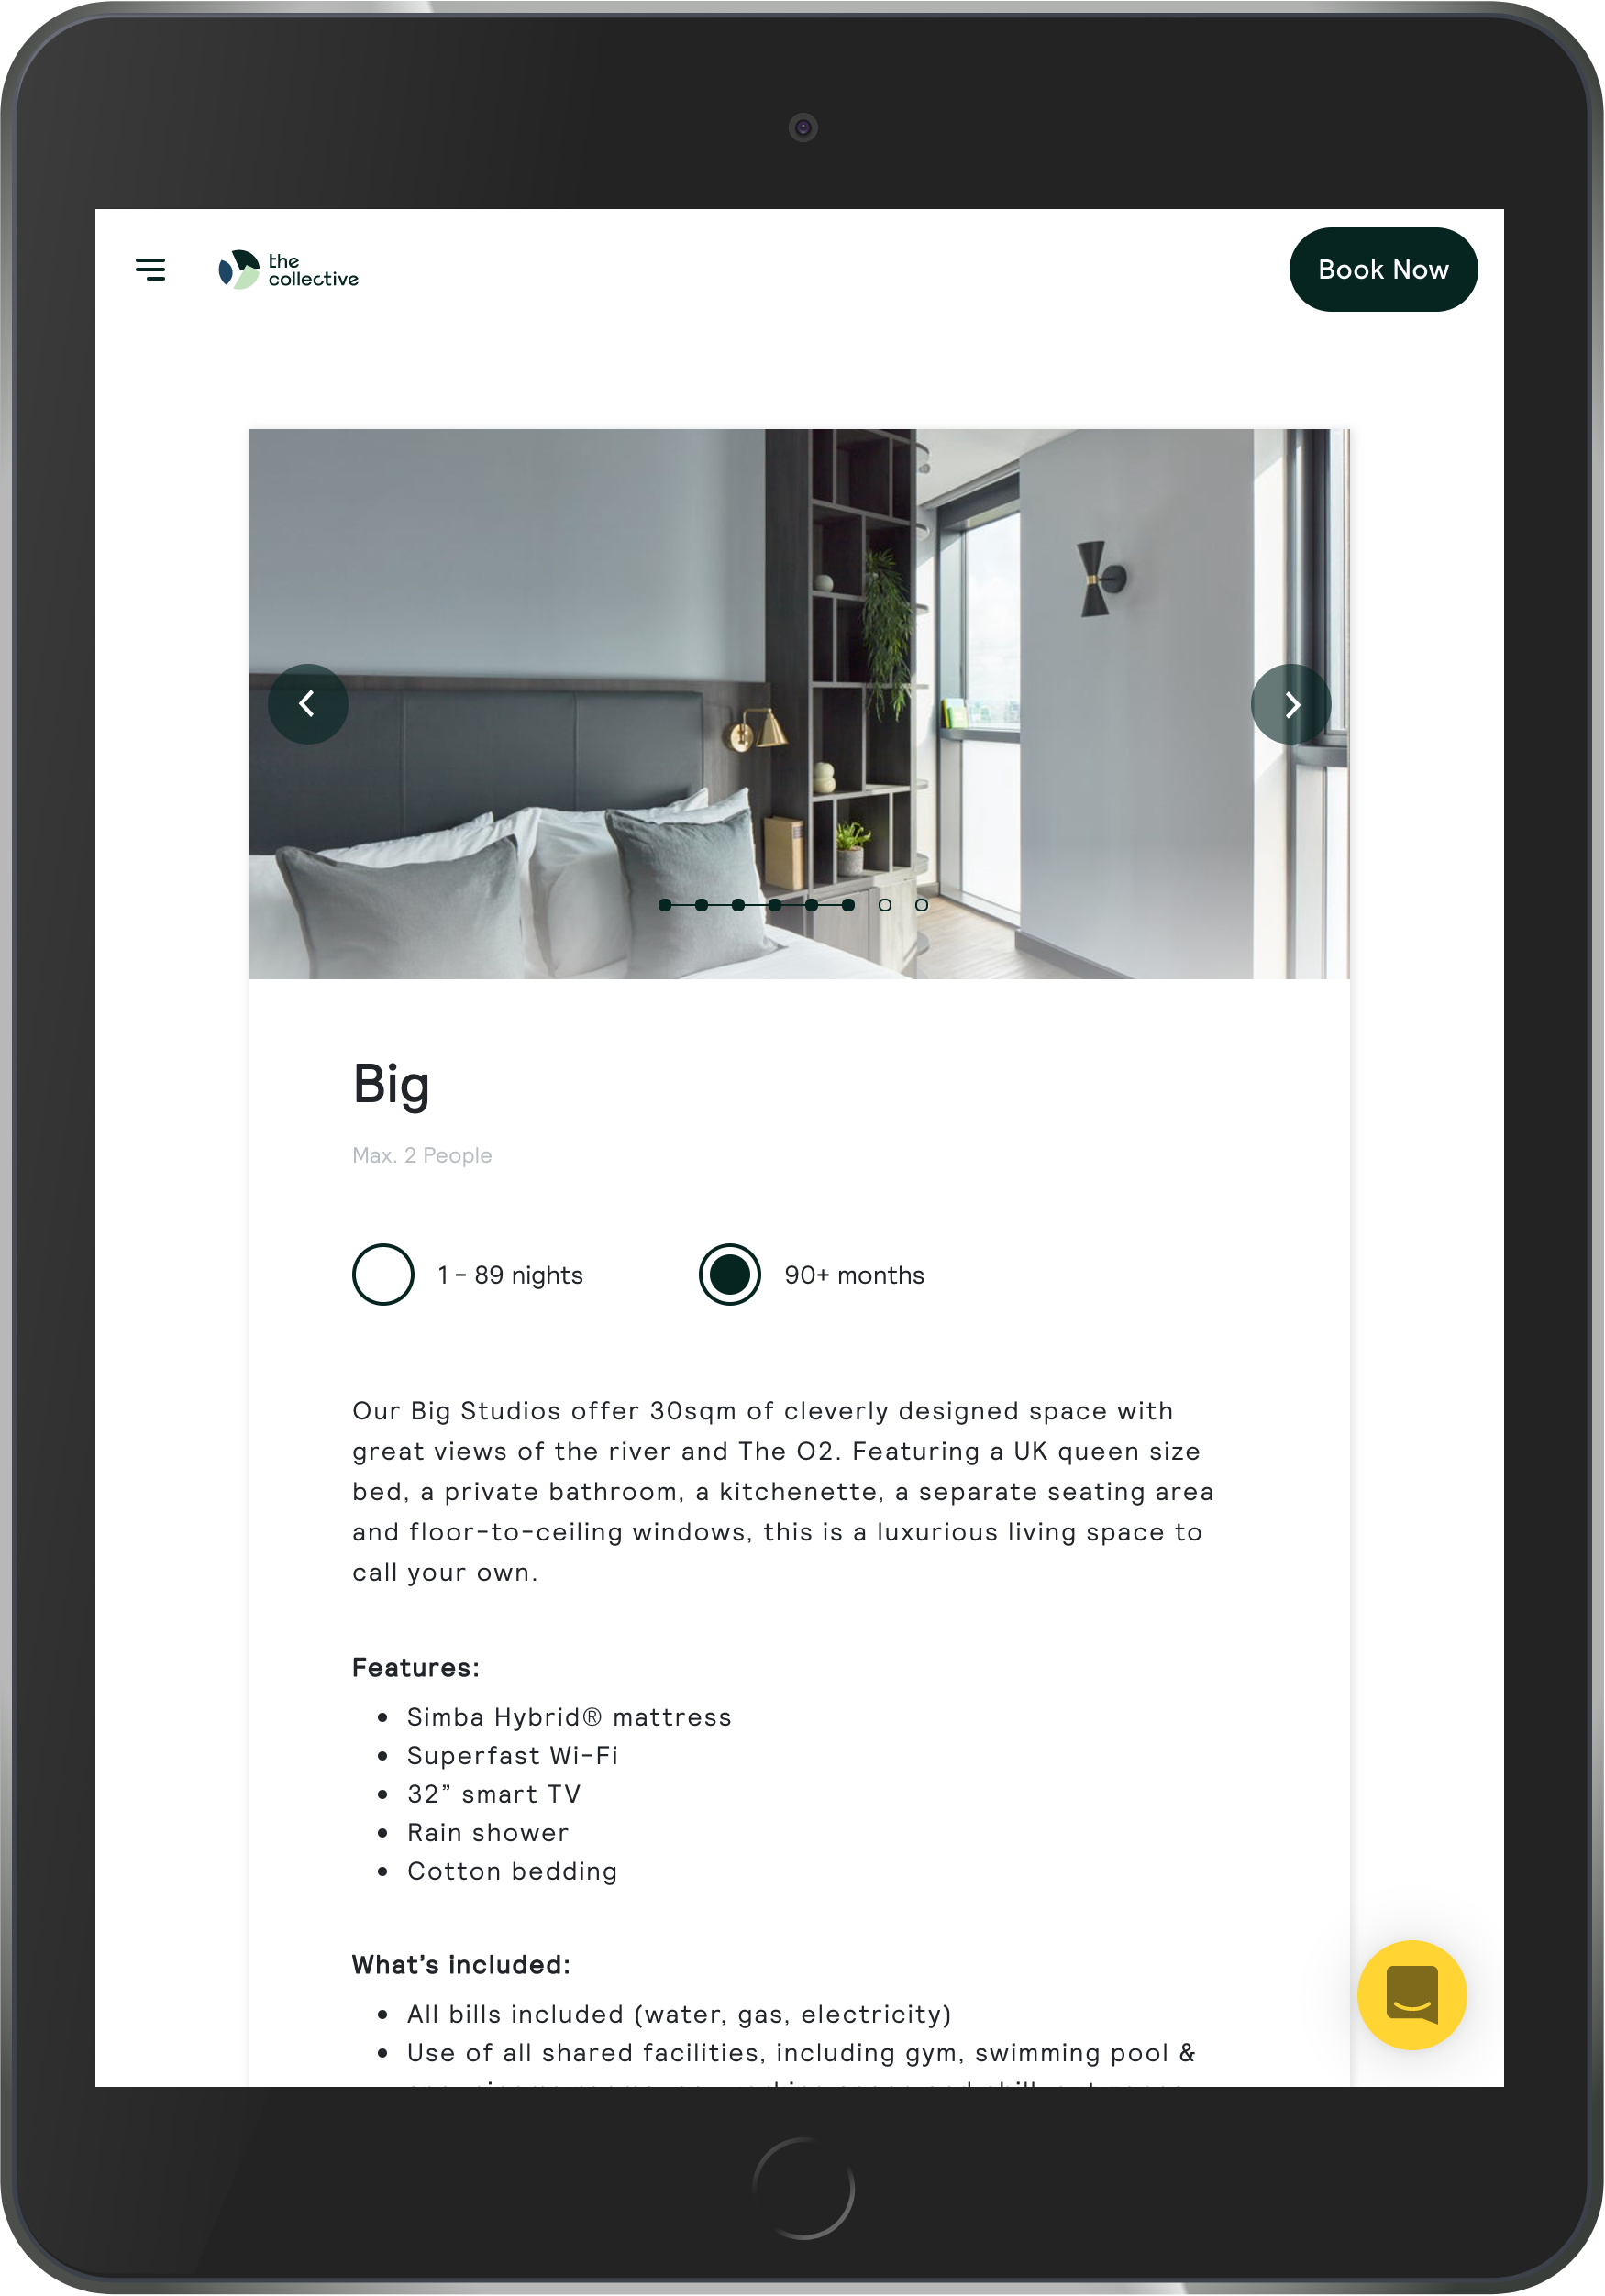 the
collective
Book Now
Big
Max. 2 People
1 - 89 nights
90+ months
Our Big Studios offer 30sqm of cleverly designed space with
great views of the river and The O2. Featuring a UK queen size
bed, a private bathroom, a kitchenette, a separate seating area
and floor-to-ceiling windows, this is a luxurious living space to
call your own.
Features:
• Simba Hybrid® mattress
• Superfast Wi-Fi
• 32” smart TV
• Rain shower
• Cotton bedding
What’s included:
• All bills included (water, gas, electricity)
• Use of all shared facilities, including gym, swimming pool &